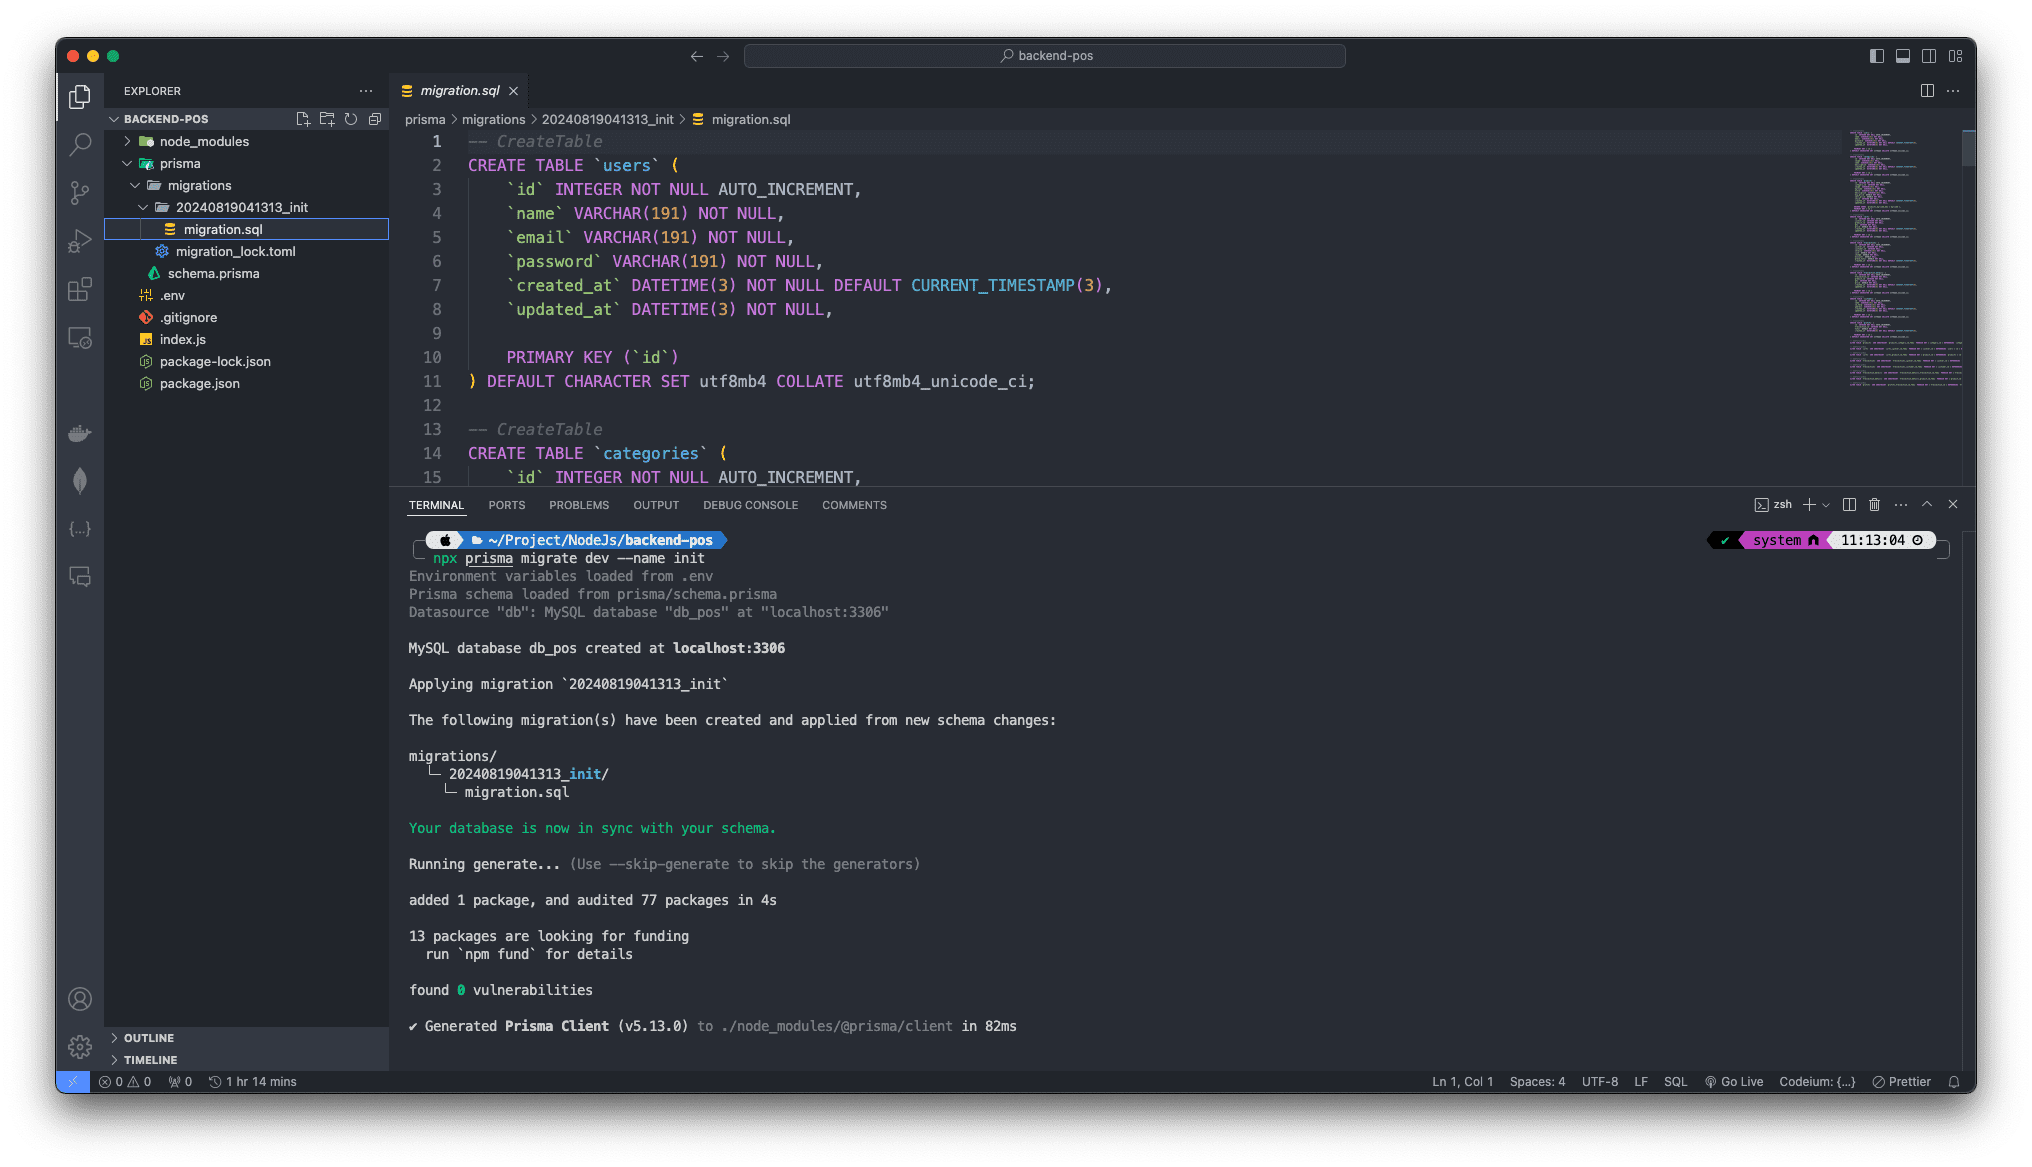 backend-pos
EXPLORER
BACKEND-POS
node_modules
prisma
migrations
20240819041313_init
migration.sql
migration_lock.toml
schema.prisma
.env
.gitignore
index.js
package-lock.json
package.json
OUTLINE
TIMELINE
migration.sql
prisma > migrations > 20240819041313_init > migration.sql
1 -- CreateTable
2 CREATE TABLE `users` (
3 `id` INTEGER NOT NULL AUTO_INCREMENT,
4 `name` VARCHAR(191) NOT NULL,
5 `email` VARCHAR(191) NOT NULL,
6 `password` VARCHAR(191) NOT NULL,
7 `created_at` DATETIME(3) NOT NULL DEFAULT CURRENT_TIMESTAMP(3),
8 `updated_at` DATETIME(3) NOT NULL,
9
10 PRIMARY KEY (`id`)
11 ) DEFAULT CHARACTER SET utf8mb4 COLLATE utf8mb4_unicode_ci;
12
13 -- CreateTable
14 CREATE TABLE `categories` (
15 `id` INTEGER NOT NULL AUTO_INCREMENT,
TERMINAL PORTS PROBLEMS OUTPUT DEBUG CONSOLE COMMENTS
zsh
~/Project/NodeJs/backend-pos
✔ system 11:13:04
npx prisma migrate dev --name init
Environment variables loaded from .env
Prisma schema loaded from prisma/schema.prisma
Datasource "db": MySQL database "db_pos" at "localhost:3306"
MySQL database db_pos created at localhost:3306
Applying migration `20240819041313_init`
The following migration(s) have been created and applied from new schema changes:
migrations/
└─ 20240819041313_init/
└─ migration.sql
Your database is now in sync with your schema.
Running generate... (Use --skip-generate to skip the generators)
added 1 package, and audited 77 packages in 4s
13 packages are looking for funding
run `npm fund` for details
found 0 vulnerabilities
✔ Generated Prisma Client (v5.13.0) to ./node_modules/@prisma/client in 82ms
0 0 0 1 hr 14 mins
Ln 1, Col 1 Spaces: 4 UTF-8 LF SQL Go Live Codeium: {...} Prettier